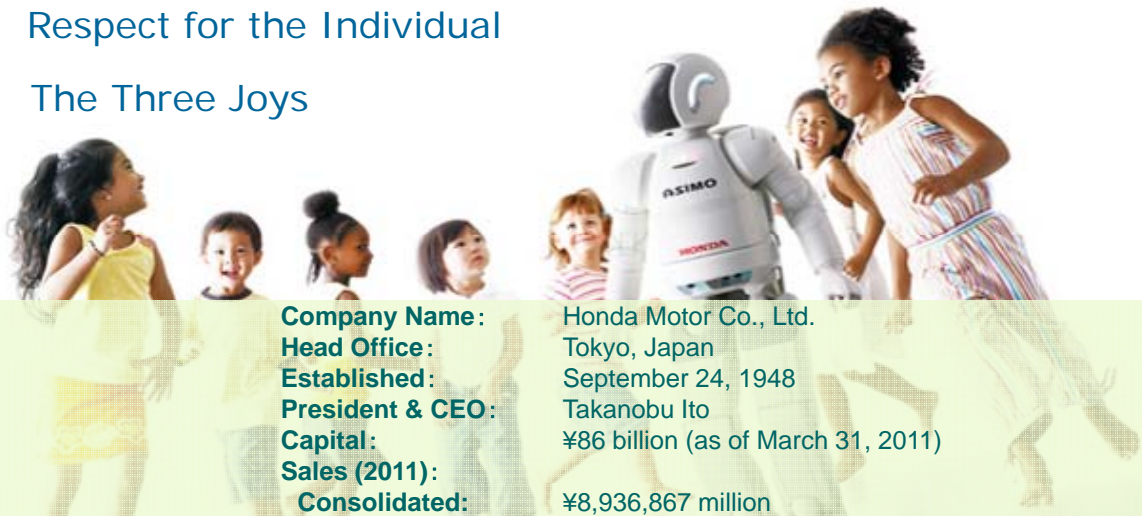 Respect for the Individual
The Three Joys
ASIMO
HONDA
Company Name: Honda Motor Co., Ltd.
Head Office: Tokyo, Japan
Established: September 24, 1948
President & CEO: Takanobu Ito
Capital: ¥86 billion (as of March 31, 2011)
Sales (2011):
Consolidated: ¥8,936,867 million